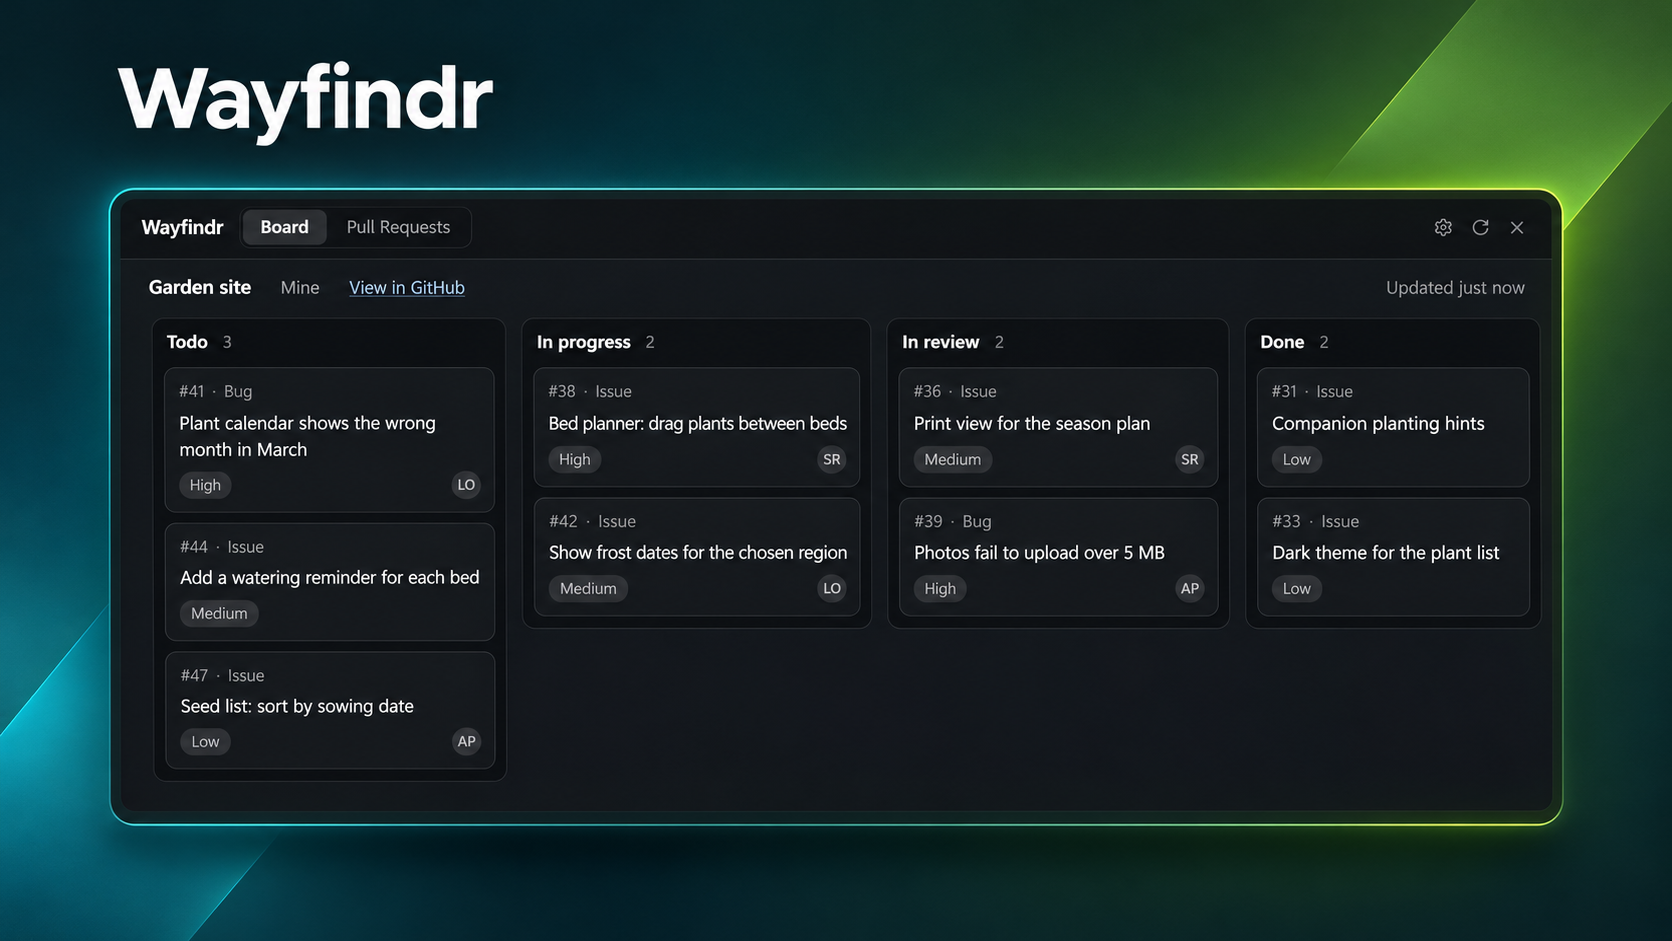 Wayfindr
Wayfindr Board Pull Requests
Garden site Mine View in GitHub Updated just now
Todo 3
#41 · Bug
Plant calendar shows the wrong
month in March
High LO
#44 · Issue
Add a watering reminder for each bed
Medium
#47 · Issue
Seed list: sort by sowing date
Low AP
In progress 2
#38 · Issue
Bed planner: drag plants between beds
High SR
#42 · Issue
Show frost dates for the chosen region
Medium LO
In review 2
#36 · Issue
Print view for the season plan
Medium SR
#39 · Bug
Photos fail to upload over 5 MB
High AP
Done 2
#31 · Issue
Companion planting hints
Low
#33 · Issue
Dark theme for the plant list
Low